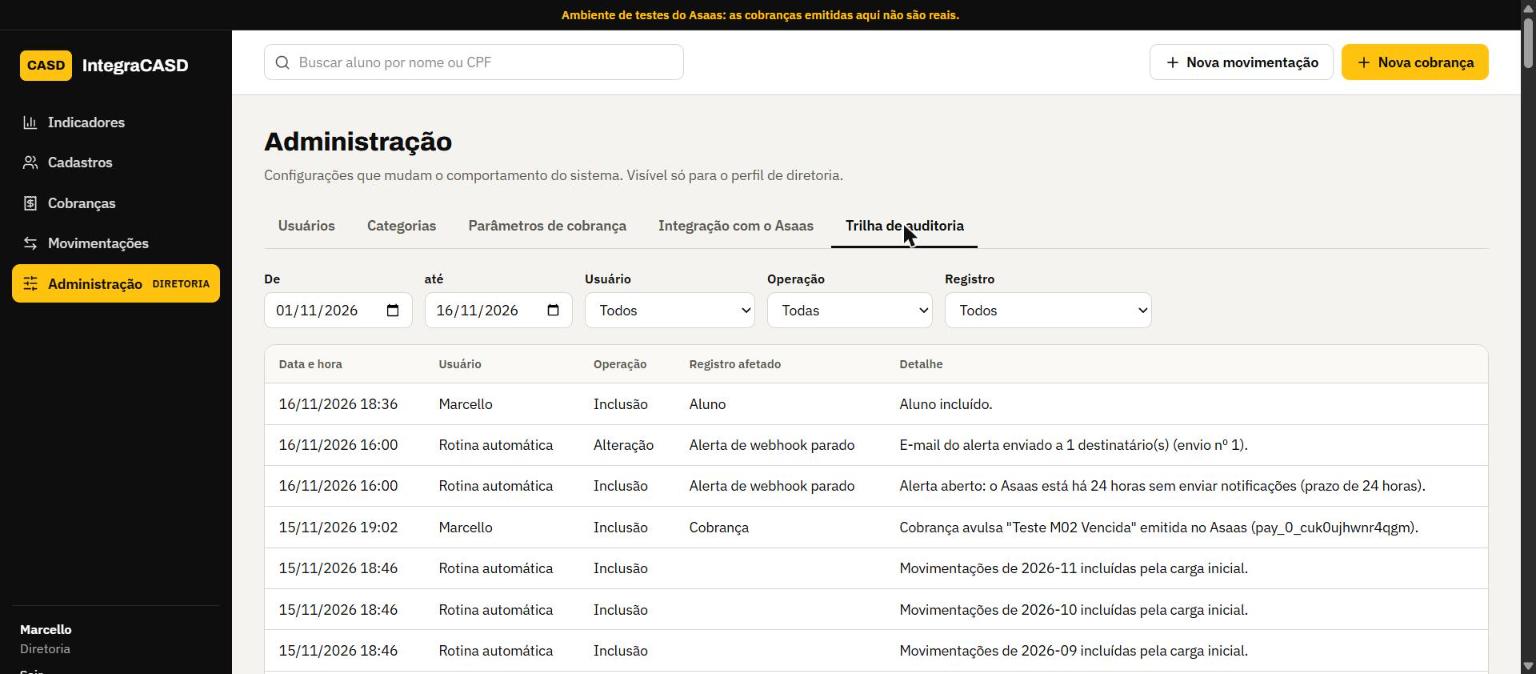 Ambiente de testes do Asaas: as cobranças emitidas aqui não são reais.
CASD IntegraCASD
Buscar aluno por nome ou CPF
Nova movimentação
Nova cobrança
Indicadores
Cadastros
Cobranças
Movimentações
Administração DIRETORIA
Marcello
Diretoria
Administração
Configurações que mudam o comportamento do sistema. Visível só para o perfil de diretoria.
Usuários Categorias Parâmetros de cobrança Integração com o Asaas Trilha de auditoria
De até Usuário Operação Registro
01/11/2026 16/11/2026 Todos Todas Todos
Data e hora Usuário Operação Registro afetado Detalhe
16/11/2026 18:36 Marcello Inclusão Aluno Aluno incluído.
16/11/2026 16:00 Rotina automática Alteração Alerta de webhook parado E-mail do alerta enviado a 1 destinatário(s) (envio nº 1).
16/11/2026 16:00 Rotina automática Inclusão Alerta de webhook parado Alerta aberto: o Asaas está há 24 horas sem enviar notificações (prazo de 24 horas).
15/11/2026 19:02 Marcello Inclusão Cobrança Cobrança avulsa "Teste M02 Vencida" emitida no Asaas (pay_0_cuk0ujhwnr4qgm).
15/11/2026 18:46 Rotina automática Inclusão Movimentações de 2026-11 incluídas pela carga inicial.
15/11/2026 18:46 Rotina automática Inclusão Movimentações de 2026-10 incluídas pela carga inicial.
15/11/2026 18:46 Rotina automática Inclusão Movimentações de 2026-09 incluídas pela carga inicial.